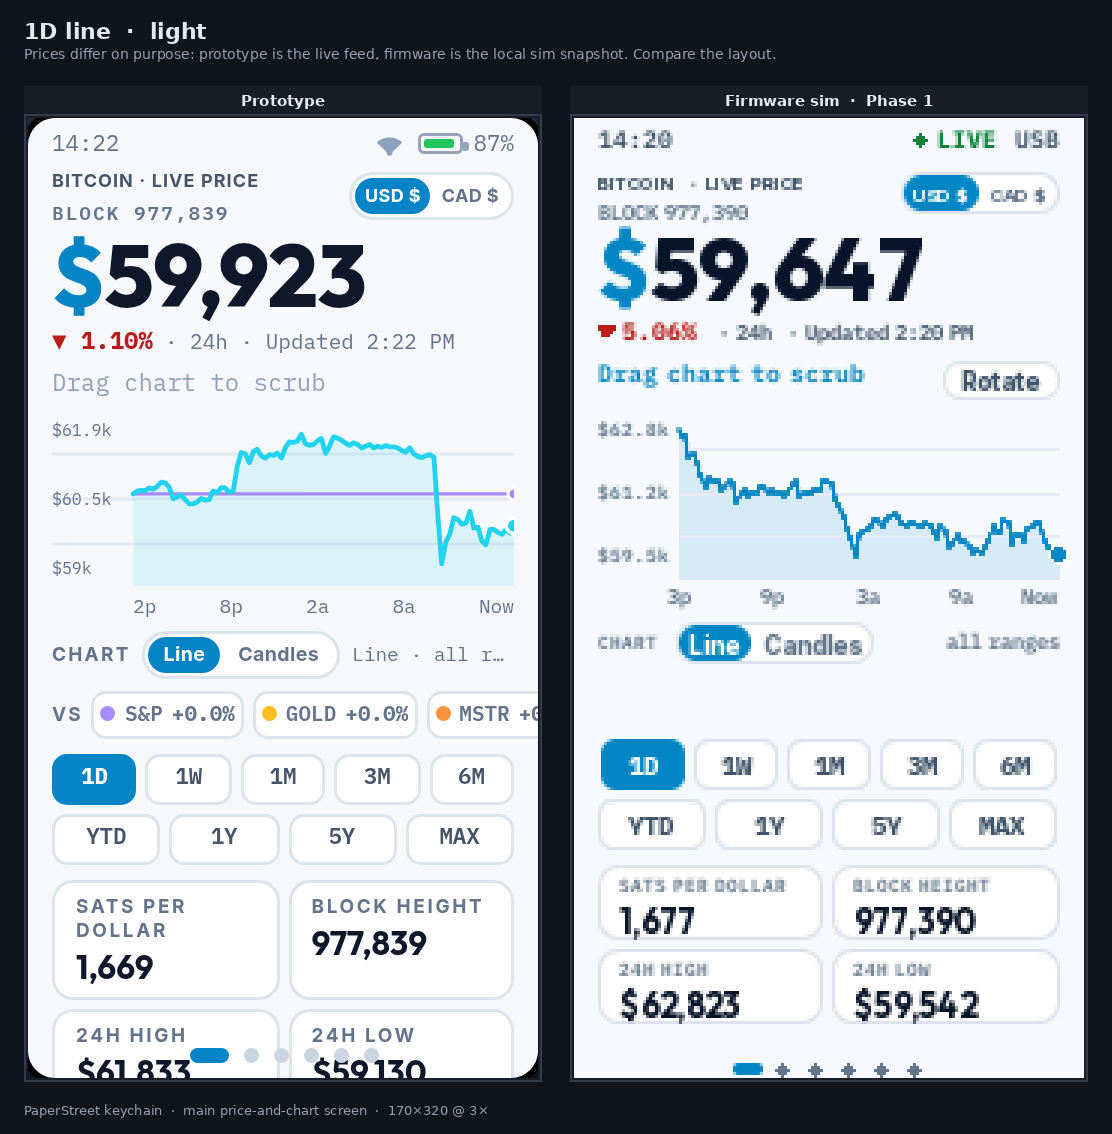 1D line · light
Prices differ on purpose: prototype is the live feed, firmware is the local sim snapshot. Compare the layout.
Prototype
14:22 87%
BITCOIN · LIVE PRICE
USD $ CAD $
BLOCK 977,839
$59,923
▼ 1.10% · 24h · Updated 2:22 PM
Drag chart to scrub
$61.9k
$60.5k
$59k
2p 8p 2a 8a Now
CHART Line Candles Line · all r…
VS S&P +0.0% GOLD +0.0% MSTR +0
1D 1W 1M 3M 6M
YTD 1Y 5Y MAX
SATS PER DOLLAR
1,669
BLOCK HEIGHT
977,839
24H HIGH
$61,833
24H LOW
$59,130
Firmware sim · Phase 1
14:20 LIVE USB
BITCOIN · LIVE PRICE
USD $ CAD $
BLOCK 977,390
$59,647
▼ 5.06% · 24h · Updated 2:20 PM
Drag chart to scrub Rotate
$62.8k
$61.2k
$59.5k
3p 9p 3a 9a Now
CHART Line Candles all ranges
1D 1W 1M 3M 6M
YTD 1Y 5Y MAX
SATS PER DOLLAR
1,677
BLOCK HEIGHT
977,390
24H HIGH
$62,823
24H LOW
$59,542
PaperStreet keychain · main price-and-chart screen · 170×320 @ 3×